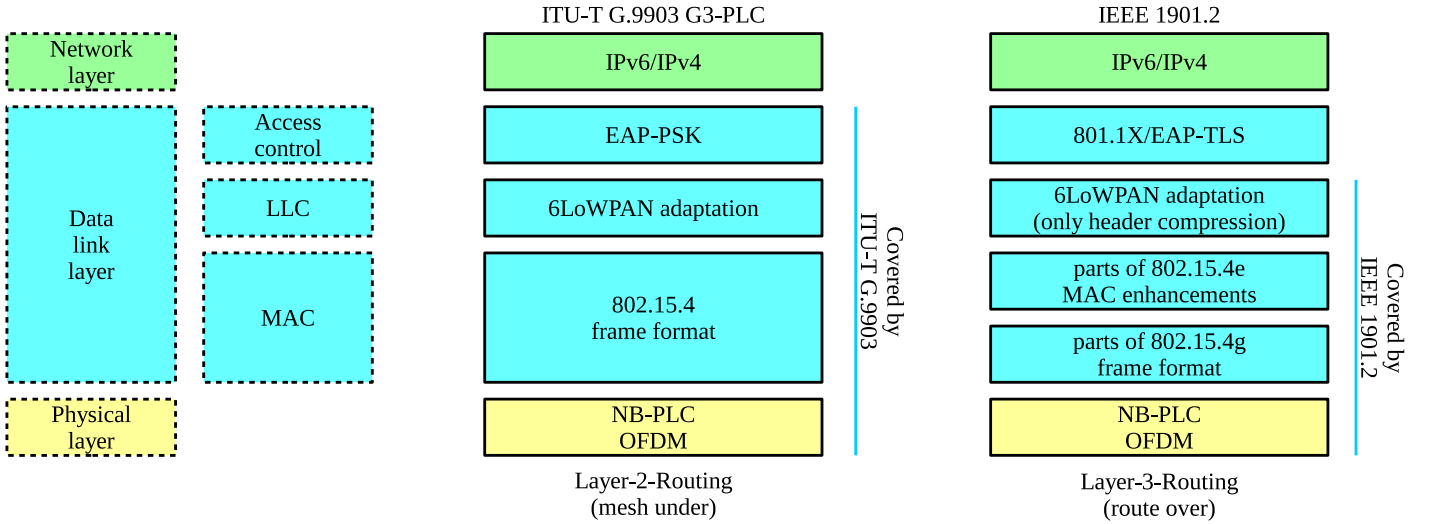 ITU-T G.9903 G3-PLC
IEEE 1901.2
Network
layer
IPv6/IPv4
IPv6/IPv4
Data
link
layer
Access
control
EAP-PSK
801.1X/EAP-TLS
LLC
6LoWPAN adaptation
6LoWPAN adaptation
(only header compression)
MAC
802.15.4
frame format
parts of 802.15.4e
MAC enhancements
parts of 802.15.4g
frame format
Covered by
ITU-T G.9903
Covered by
IEEE 1901.2
Physical
layer
NB-PLC
OFDM
NB-PLC
OFDM
Layer-2-Routing
(mesh under)
Layer-3-Routing
(route over)